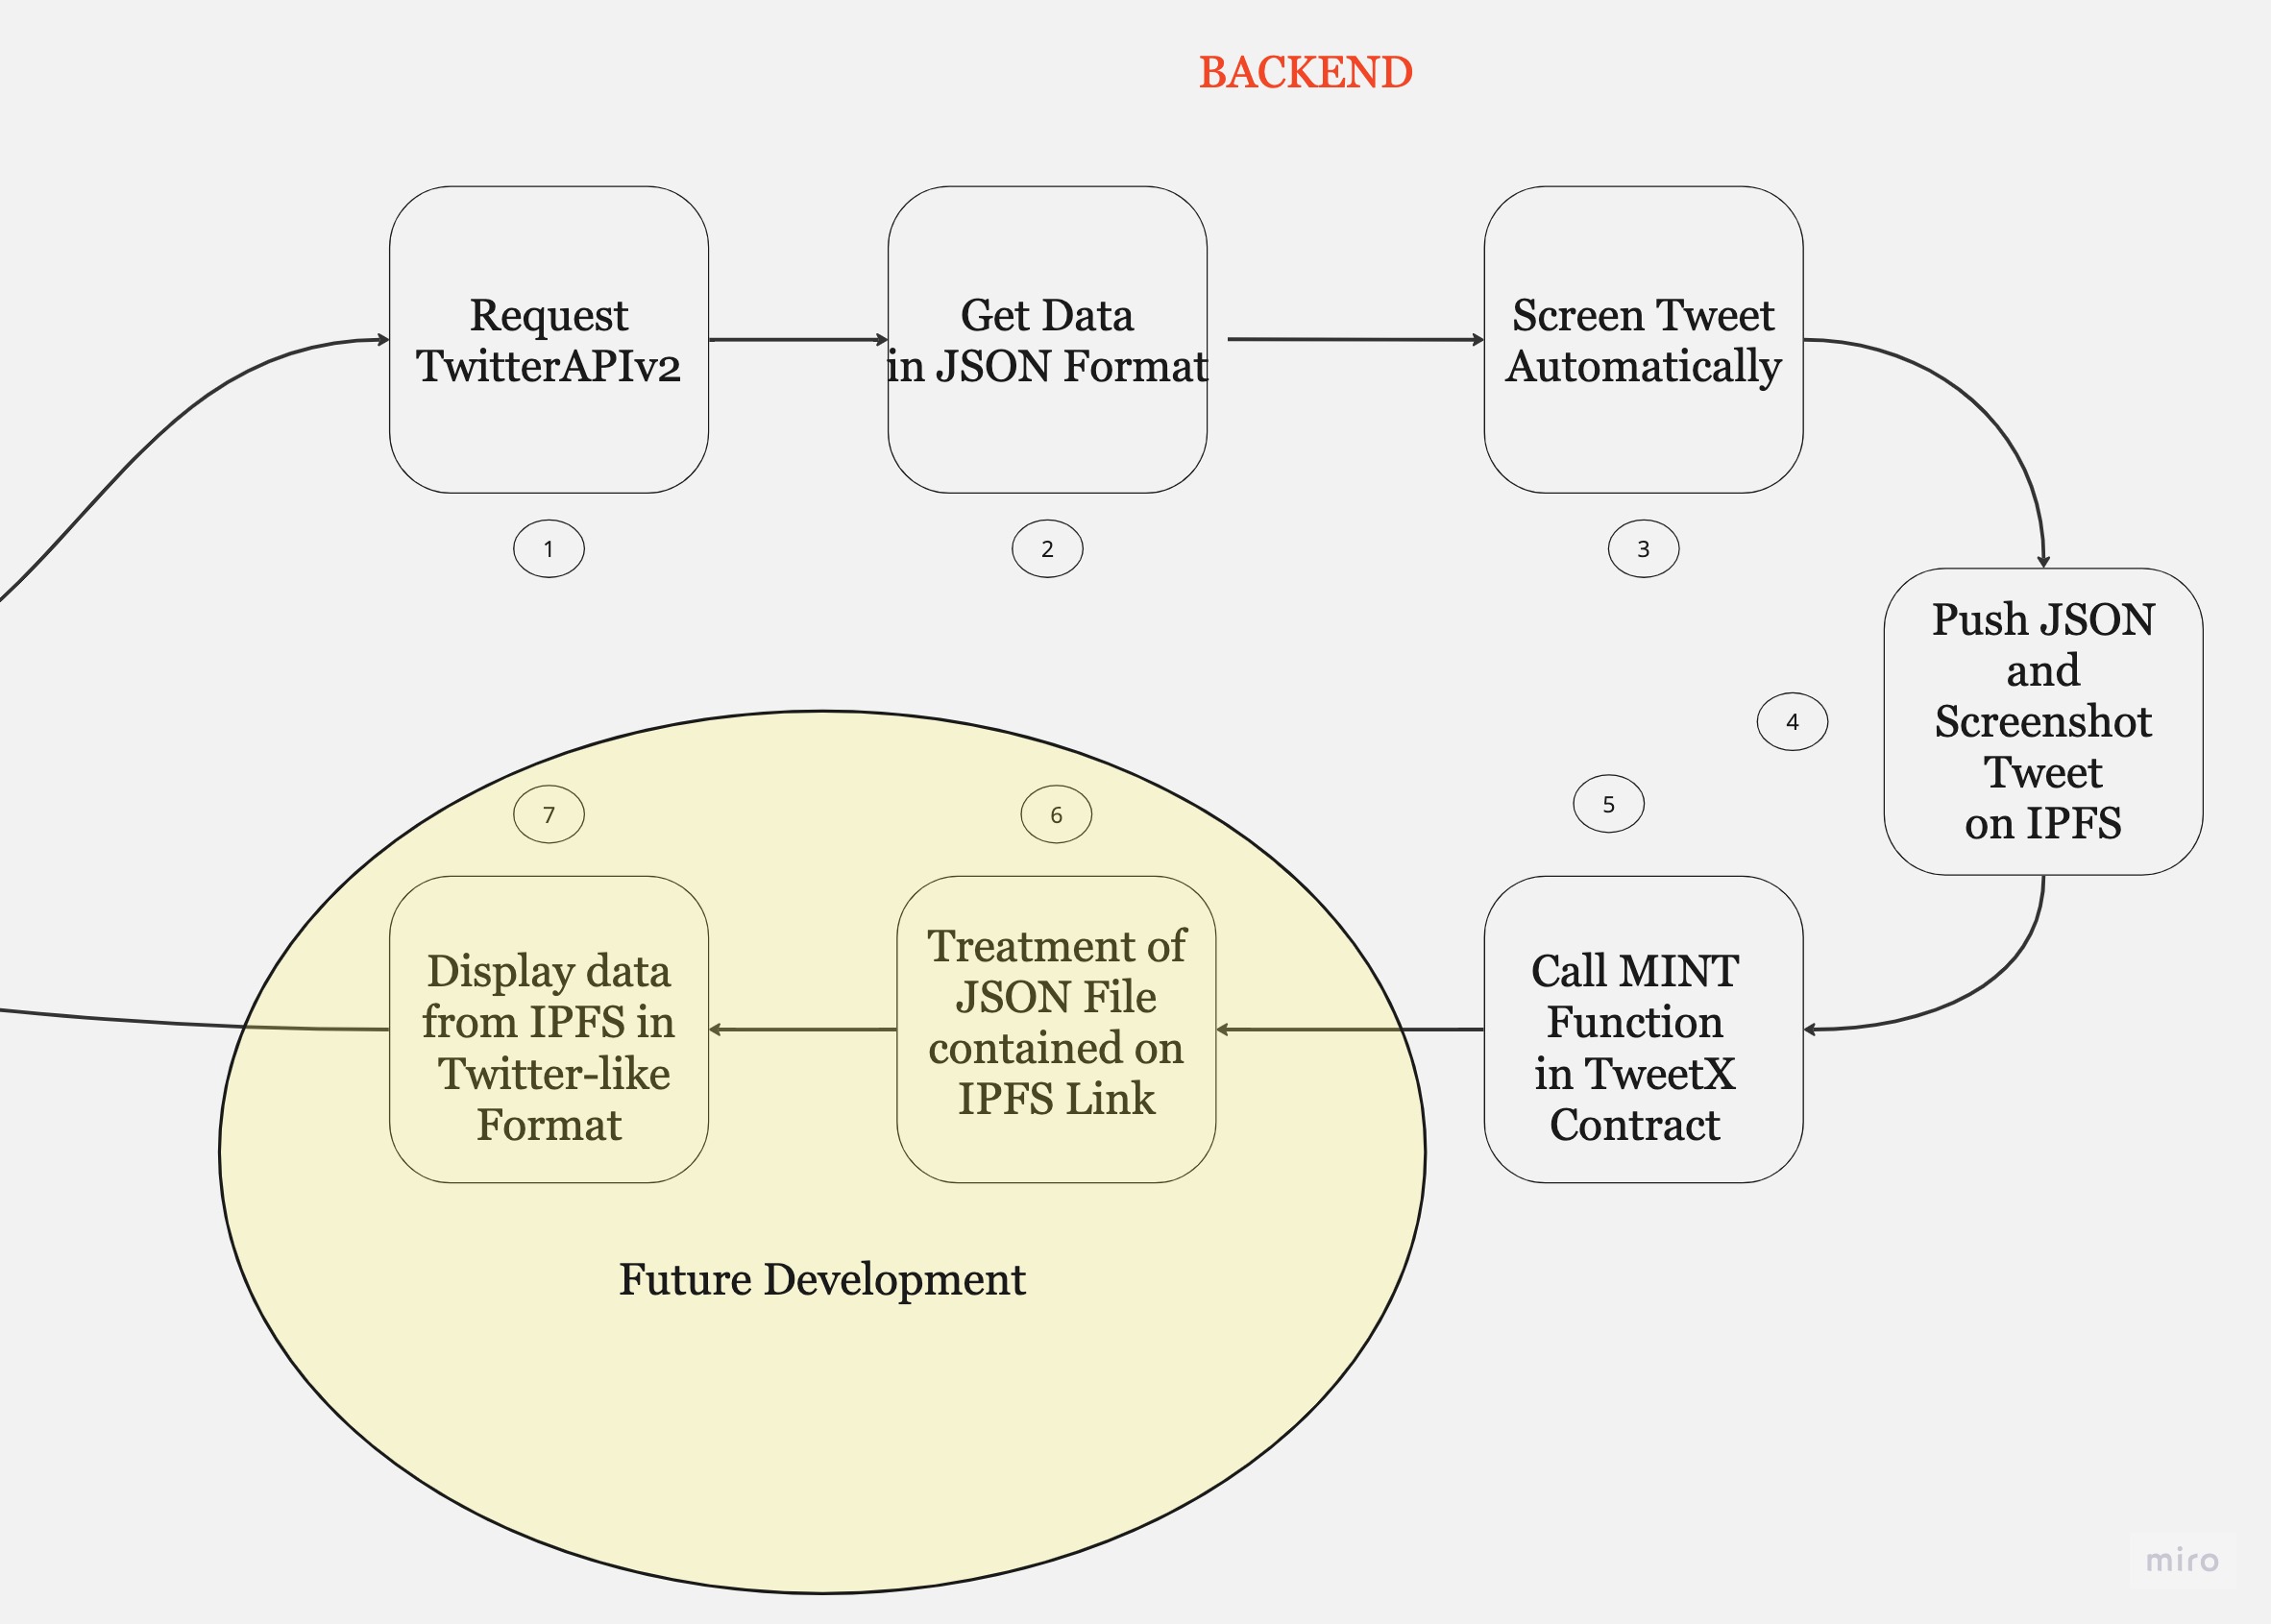 BACKEND
Request
TwitterAPIv2
1
Get Data
in JSON Format
2
Screen Tweet
Automatically
3
Push JSON
and
Screenshot
Tweet
on IPFS
4
5
Call MINT
Function
in TweetX
Contract
6
Treatment of
JSON File
contained on
IPFS Link
7
Display data
from IPFS in
Twitter-like
Format
Future Development
miro